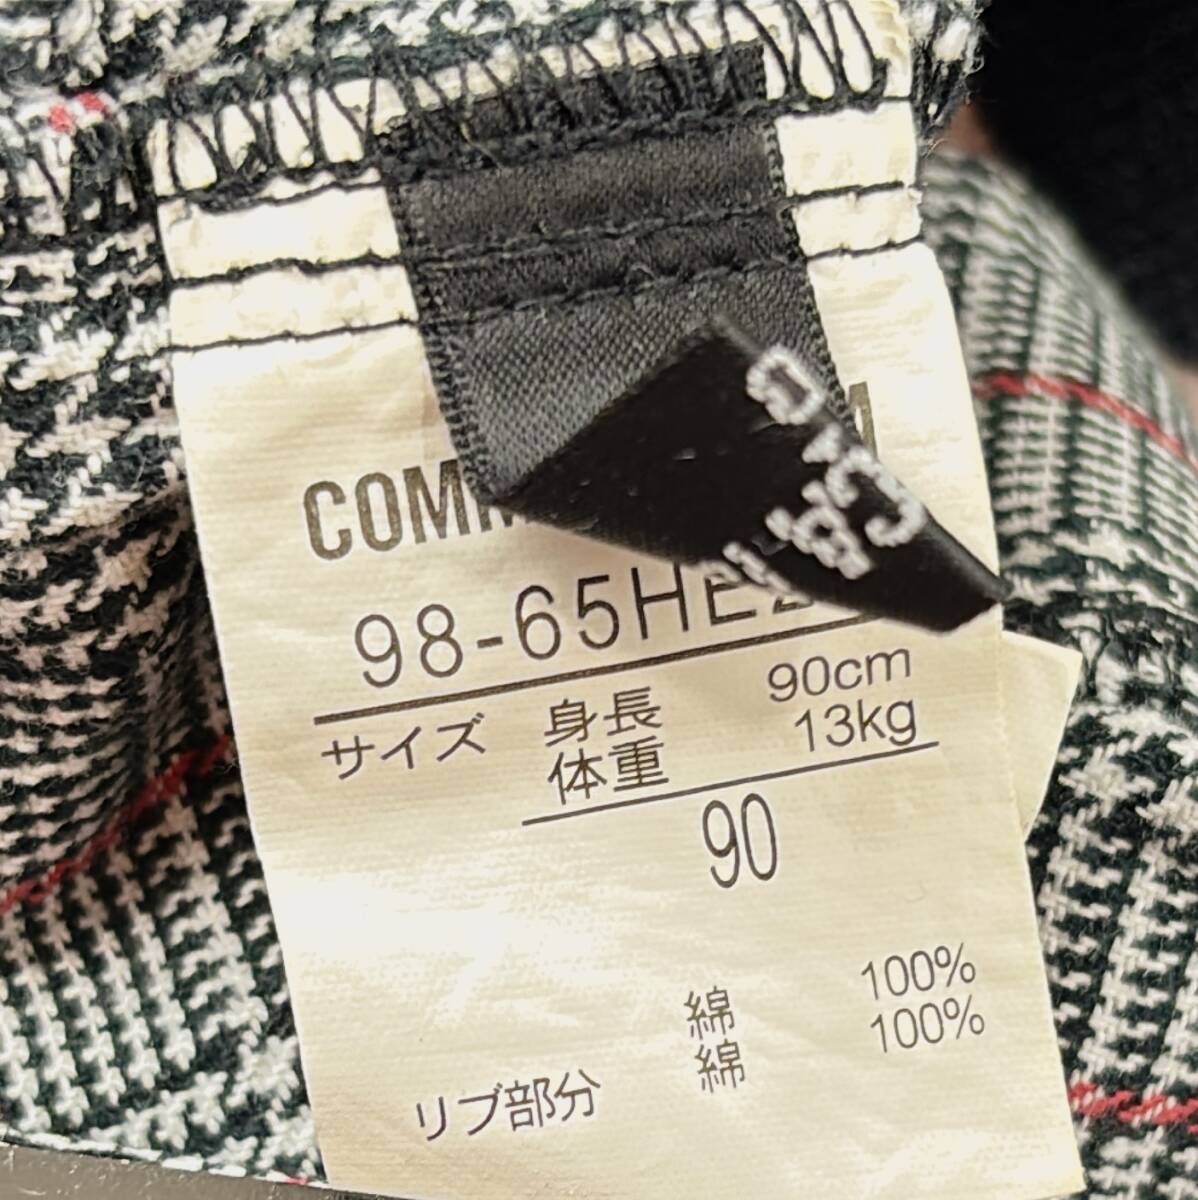 COMM
98-65HE
サイズ 身長 90cm
体重 13kg
90
綿 100%
リブ部分 綿 100%